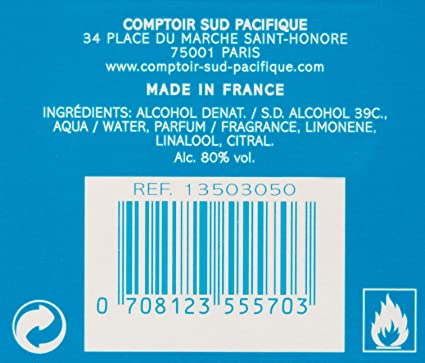 COMPTOIR SUD PACIFIQUE
34 PLACE DU MARCHE SAINT-HONORE
75001 PARIS
www.comptoir-sud-pacifique.com
MADE IN FRANCE
INGRÉDIENTS: ALCOHOL DENAT. / S.D. ALCOHOL 39C.,
AQUA / WATER, PARFUM / FRAGRANCE, LIMONENE,
LINALOOL, CITRAL.
Alc. 80% vol.
REF. 13503050
0 708123 555703